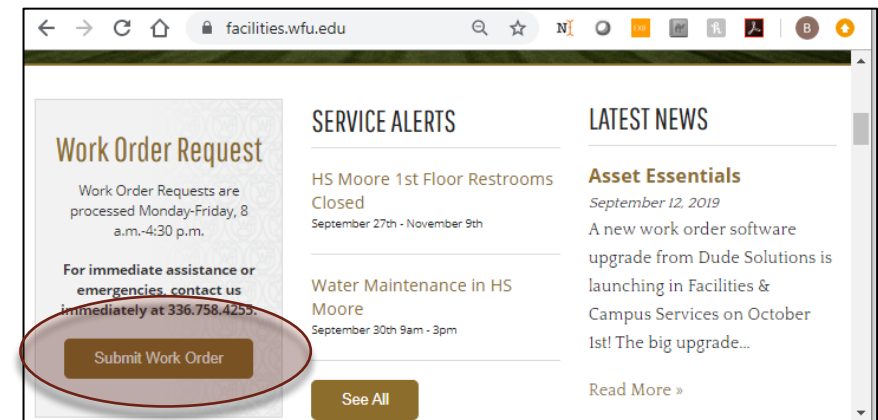 facilities.wfu.edu
B
Work Order Request
Work Order Requests are
processed Monday-Friday, 8
a.m.-4:30 p.m.
For immediate assistance or
emergencies, contact us
immediately at 336.758.4255.
Submit Work Order
SERVICE ALERTS
HS Moore 1st Floor Restrooms
Closed
September 27th - November 9th
Water Maintenance in HS
Moore
September 30th 9am - 3pm
See All
LATEST NEWS
Asset Essentials
September 12, 2019
A new work order software
upgrade from Dude Solutions is
launching in Facilities &
Campus Services on October
1st! The big upgrade...
Read More »